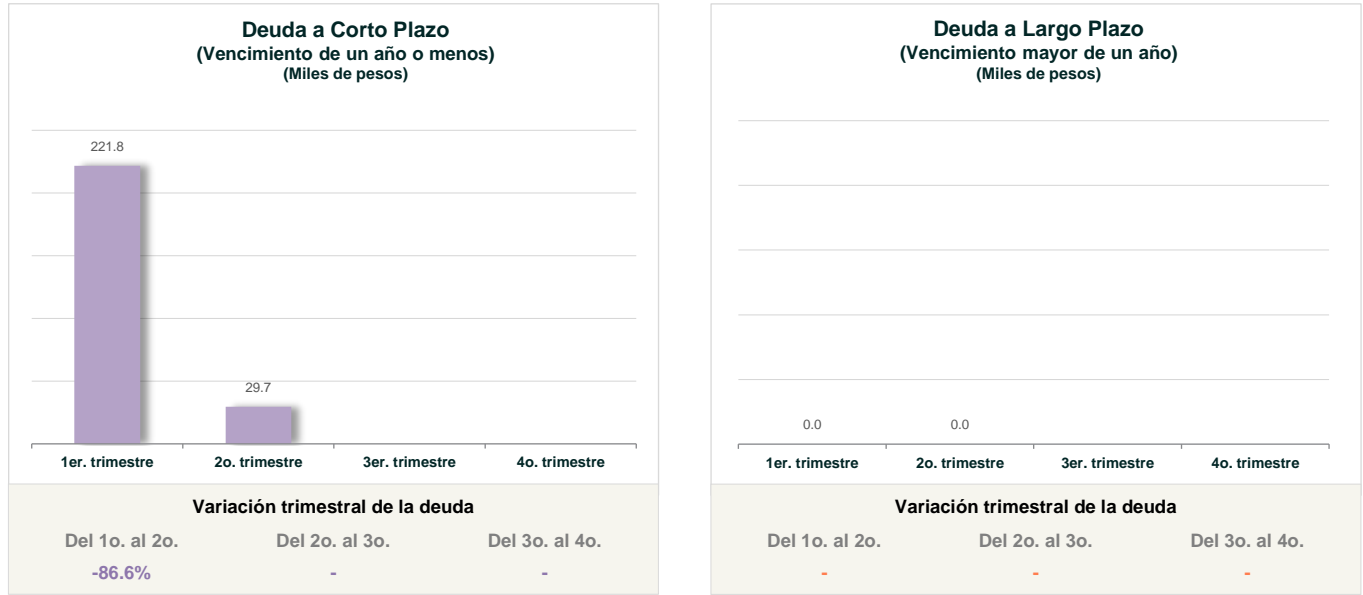 Deuda a Corto Plazo
(Vencimiento de un año o menos)
(Miles de pesos)
221.8
29.7
1er. trimestre 2o. trimestre 3er. trimestre 4o. trimestre
Variación trimestral de la deuda
Del 1o. al 2o. Del 2o. al 3o. Del 3o. al 4o.
-86.6% - -
Deuda a Largo Plazo
(Vencimiento mayor de un año)
(Miles de pesos)
0.0 0.0
1er. trimestre 2o. trimestre 3er. trimestre 4o. trimestre
Variación trimestral de la deuda
Del 1o. al 2o. Del 2o. al 3o. Del 3o. al 4o.
- - -